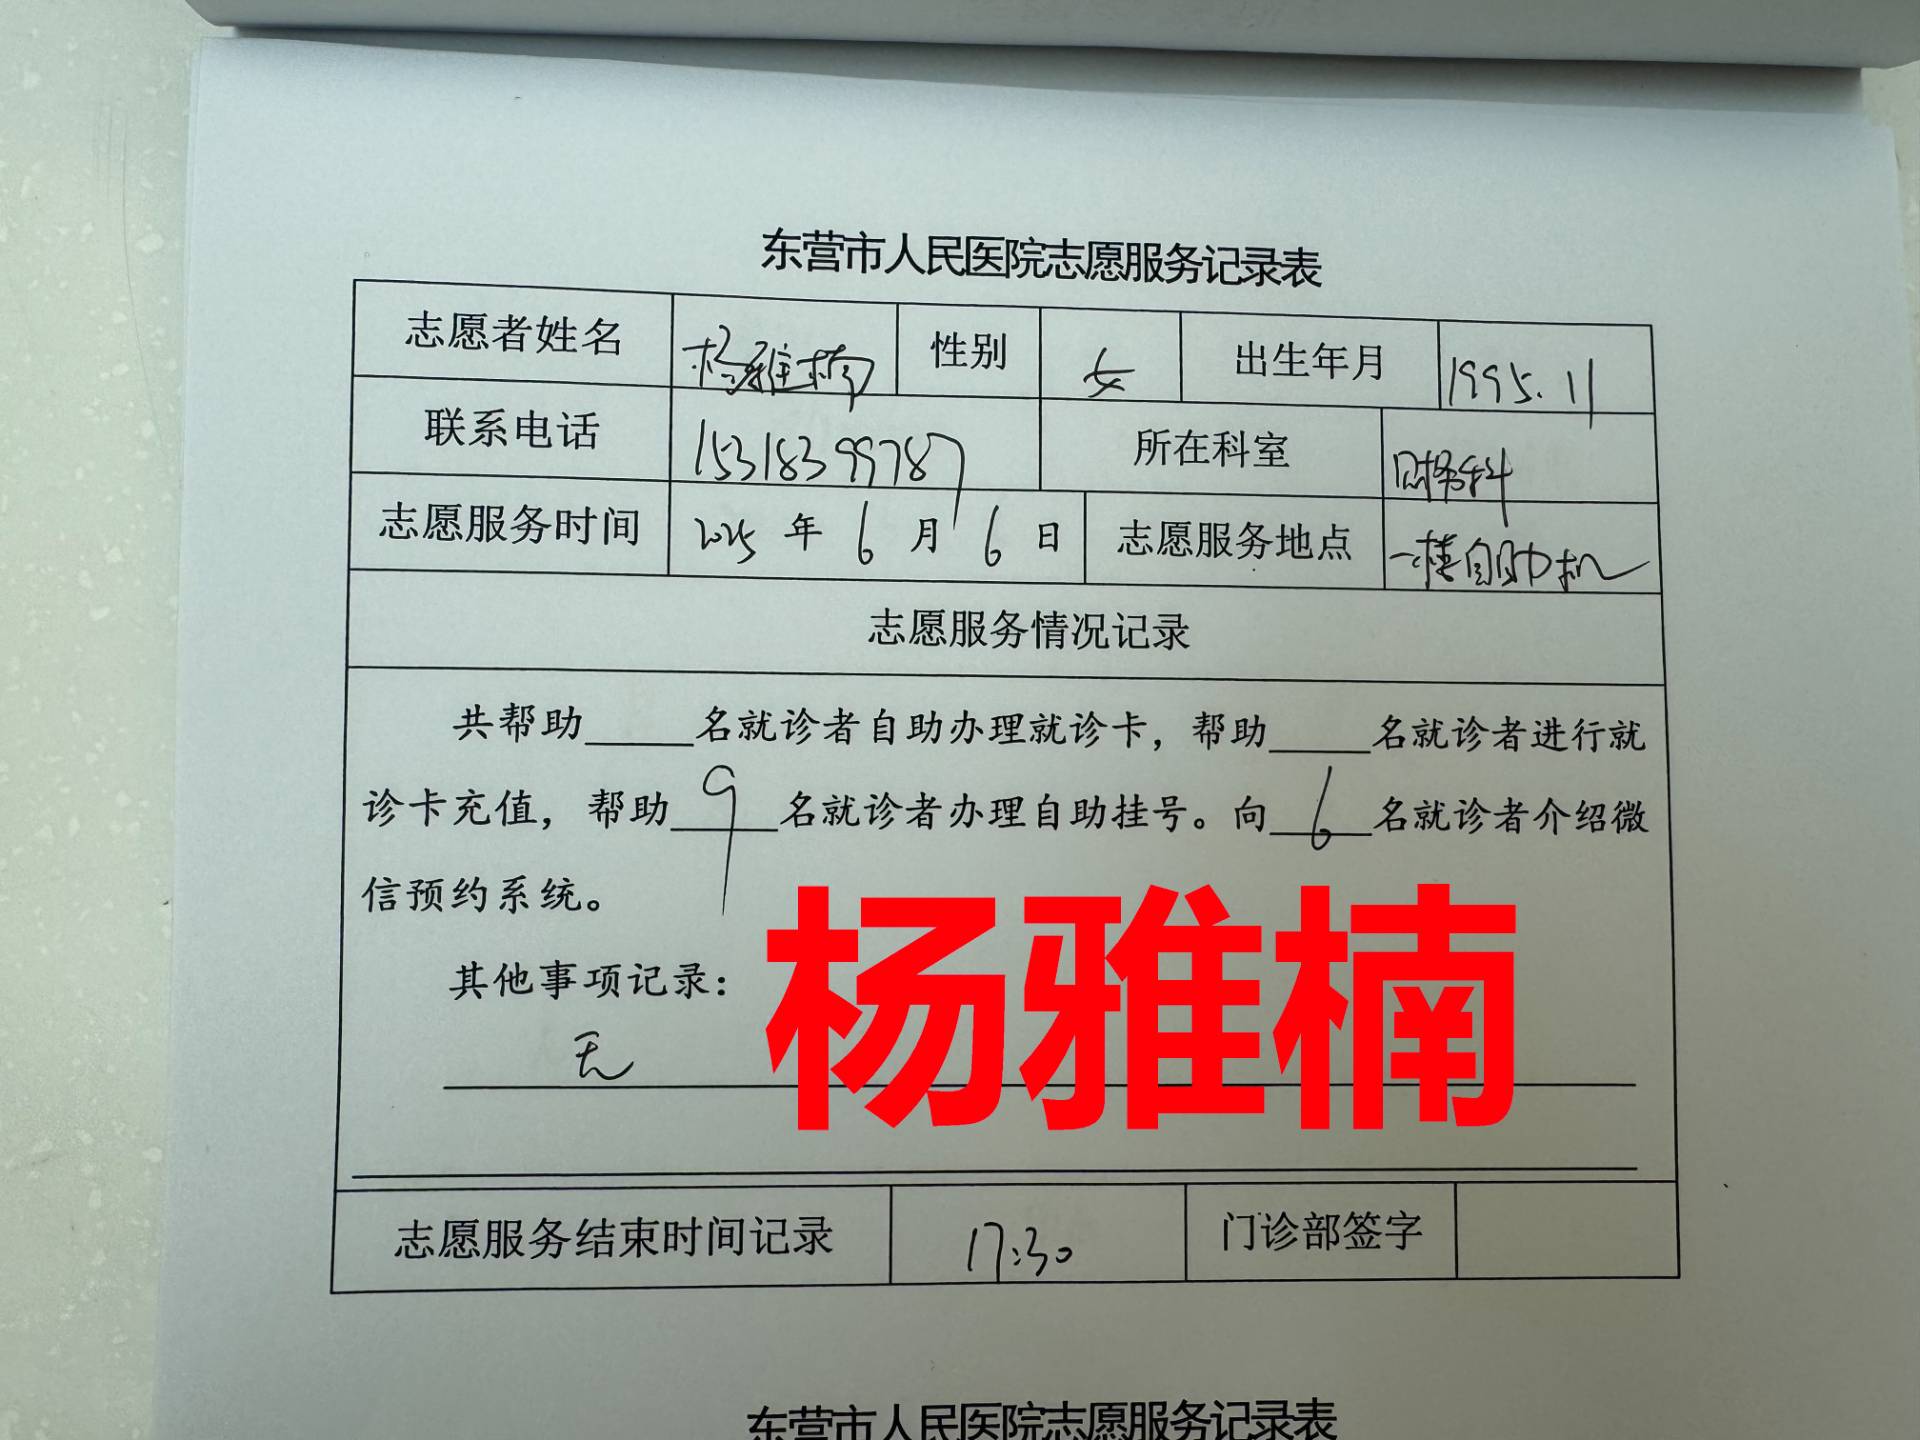 东营市人民医院志愿服务记录表
志愿者姓名 杨雅楠 性别 女 出生年月 1995.11
联系电话 15318399787 所在科室 财务科
志愿服务时间 2025年6月6日 志愿服务地点 一楼自助机
志愿服务情况记录
共帮助____名就诊者自助办理就诊卡，帮助____名就诊者进行就
诊卡充值，帮助9名就诊者办理自助挂号。向6名就诊者介绍微
信预约系统。
其他事项记录：
无
杨雅楠
志愿服务结束时间记录 17:30 门诊部签字
东营市人民医院志愿服务记录表